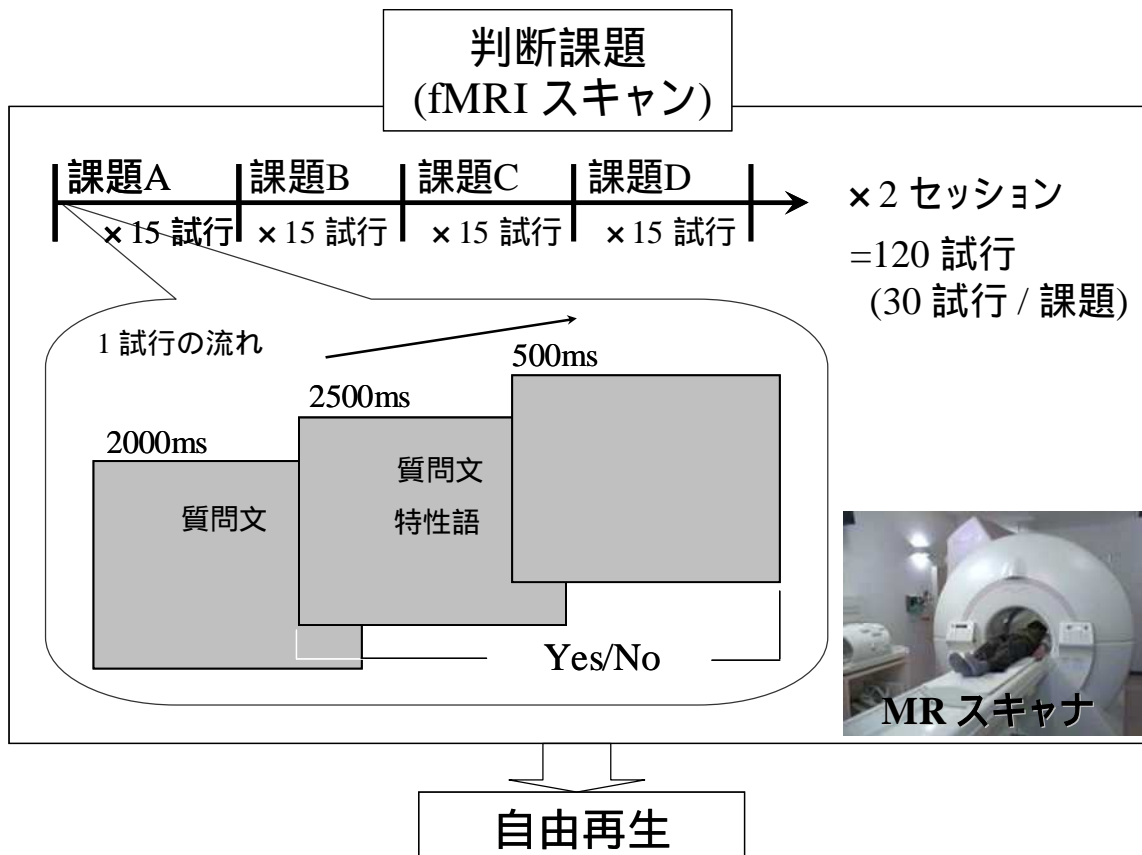 判断課題
(fMRI スキャン)
課題A 課題B 課題C 課題D
×15 試行 ×15 試行 ×15 試行 ×15 試行
×2 セッション
=120 試行
(30 試行 / 課題)
1 試行の流れ
500ms
2500ms
2000ms
質問文
質問文
特性語
Yes/No
MR スキャナ
自由再生